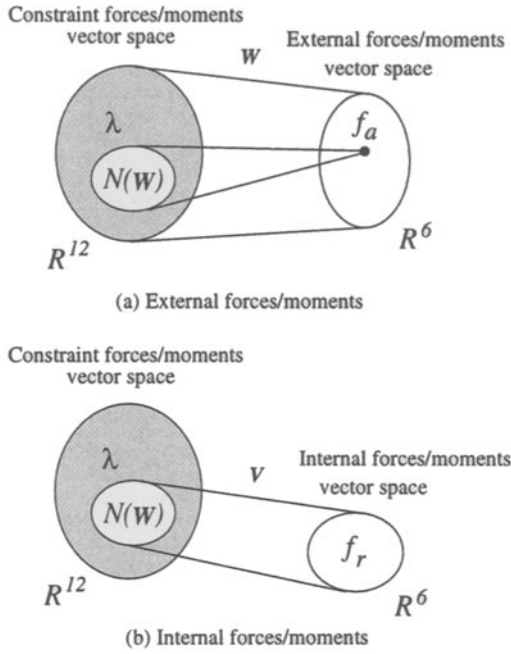 Constraint forces/moments
vector space
External forces/moments
vector space
W
λ
f_a
N(W)
R^12
R^6
(a) External forces/moments
Constraint forces/moments
vector space
Internal forces/moments
vector space
V
λ
N(W)
f_r
R^12
R^6
(b) Internal forces/moments